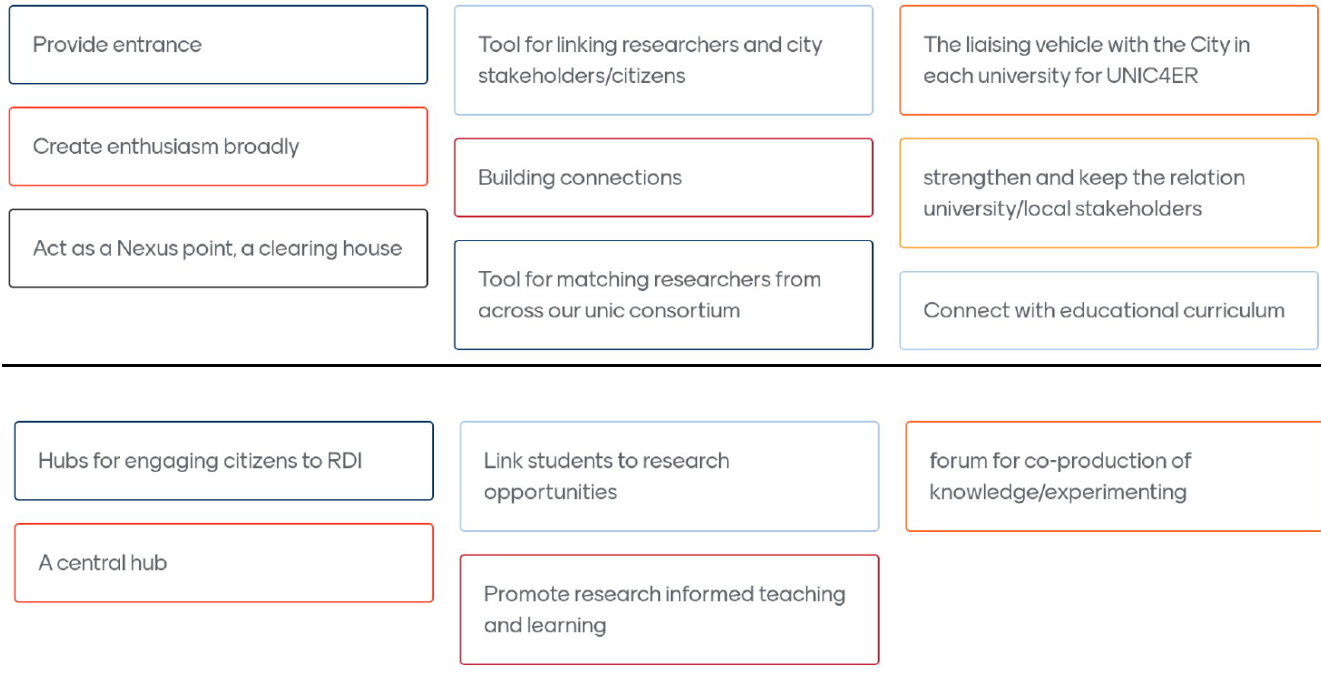 Provide entrance
Create enthusiasm broadly
Act as a Nexus point, a clearing house
Tool for linking researchers and city
stakeholders/citizens
Building connections
Tool for matching researchers from
across our unic consortium
The liaising vehicle with the City in
each university for UNIC4ER
strengthen and keep the relation
university/local stakeholders
Connect with educational curriculum
Hubs for engaging citizens to RDI
A central hub
Link students to research
opportunities
Promote research informed teaching
and learning
forum for co-production of
knowledge/experimenting